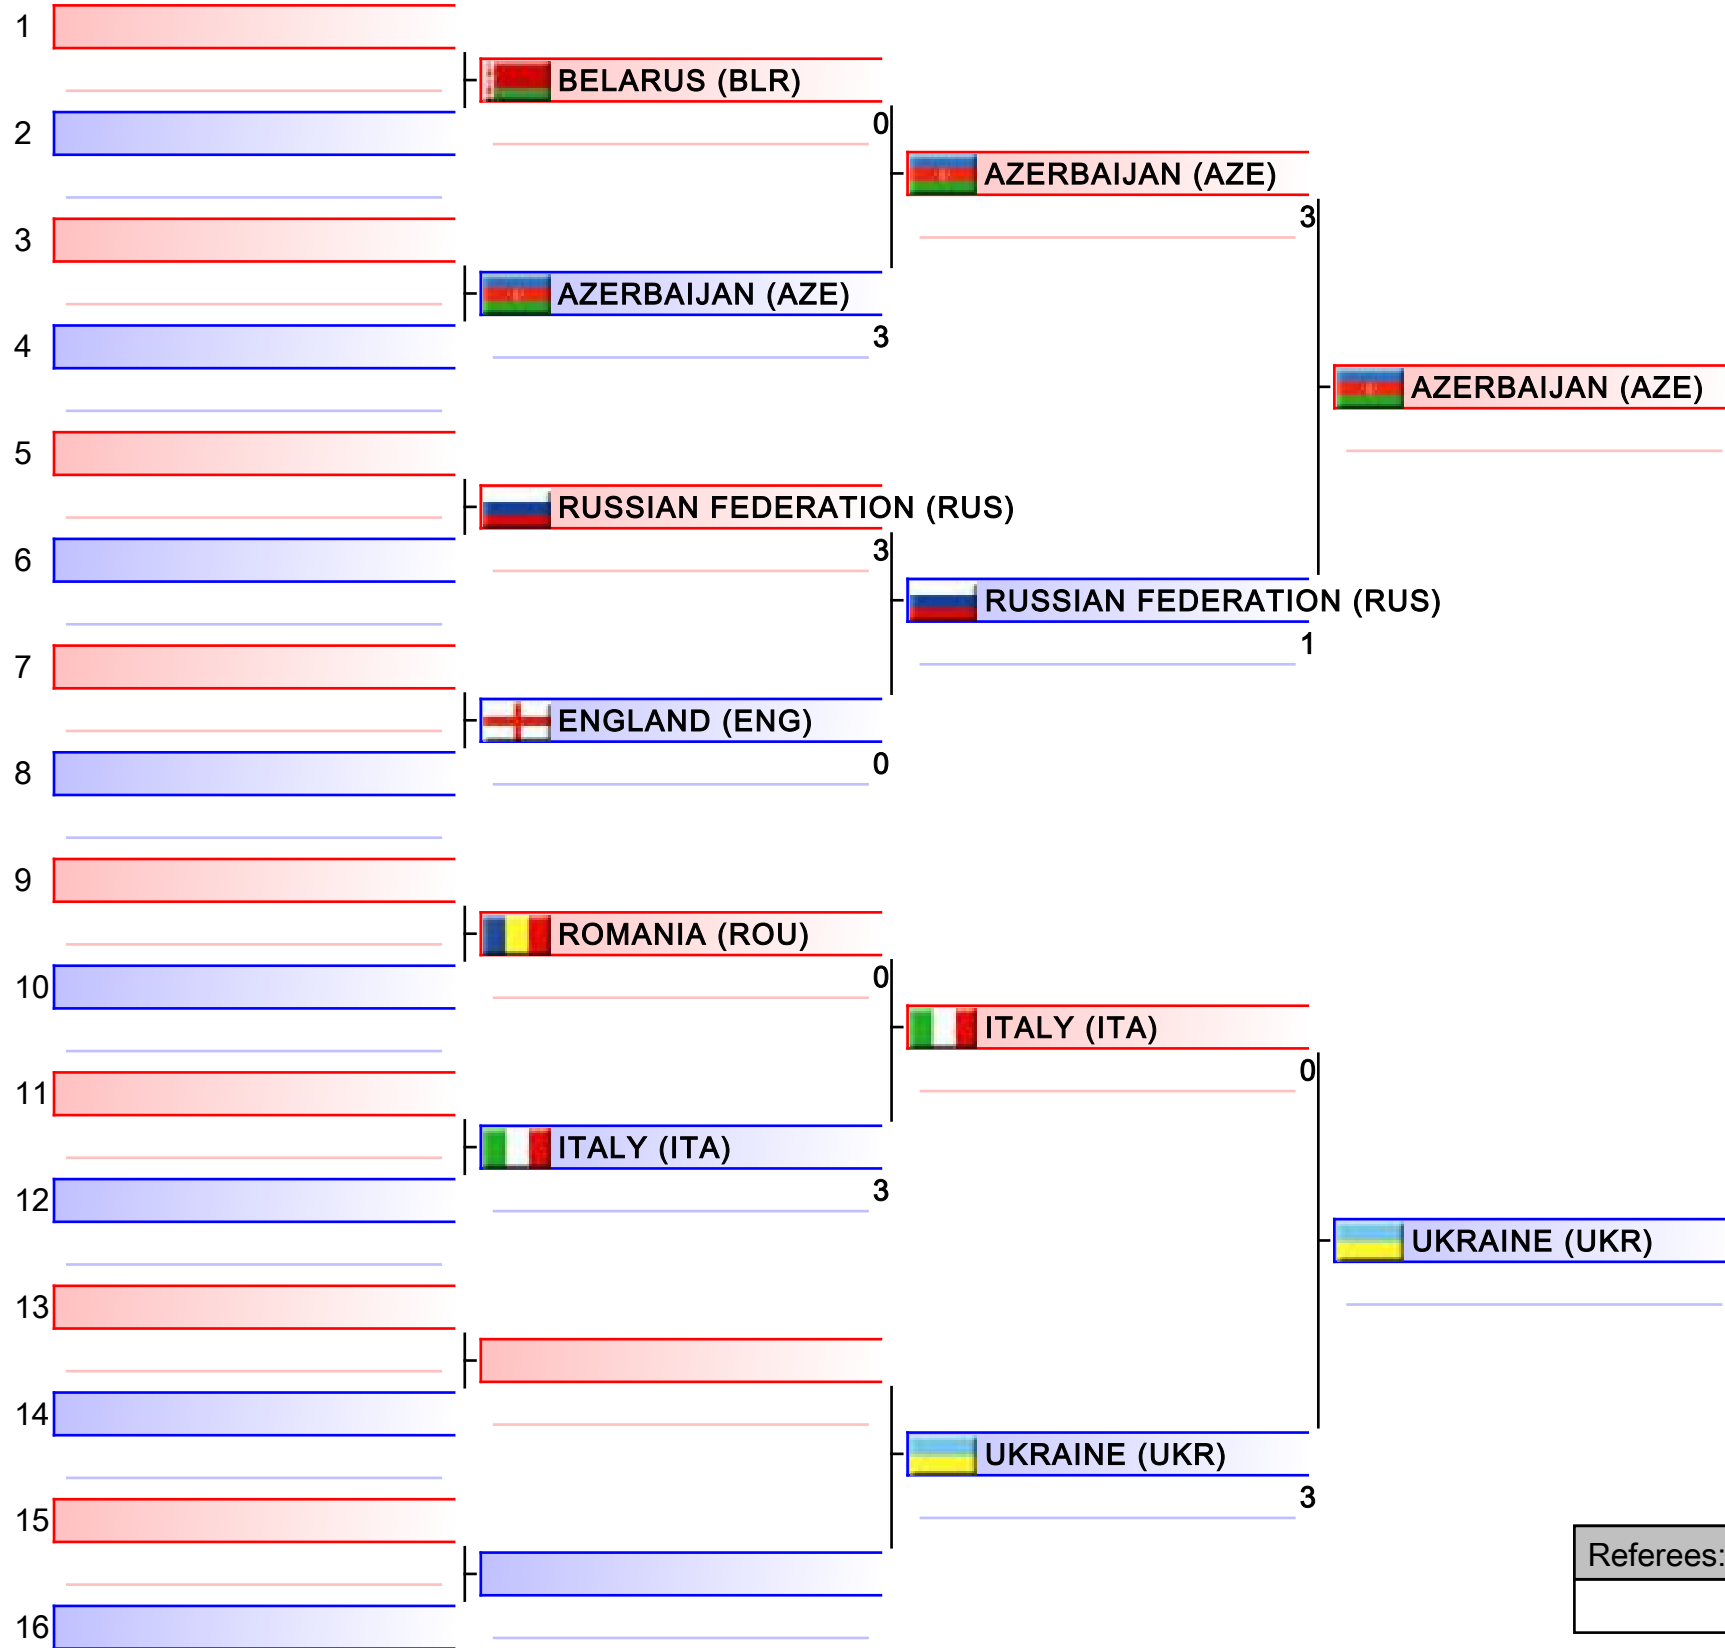 1
BELARUS (BLR)
0
2
AZERBAIJAN (AZE)
3
3
AZERBAIJAN (AZE)
3
4
AZERBAIJAN (AZE)
5
RUSSIAN FEDERATION (RUS)
3
6
RUSSIAN FEDERATION (RUS)
1
7
ENGLAND (ENG)
0
8
9
ROMANIA (ROU)
0
10
ITALY (ITA)
0
11
ITALY (ITA)
3
12
UKRAINE (UKR)
13
14
UKRAINE (UKR)
3
15
Referees:
16